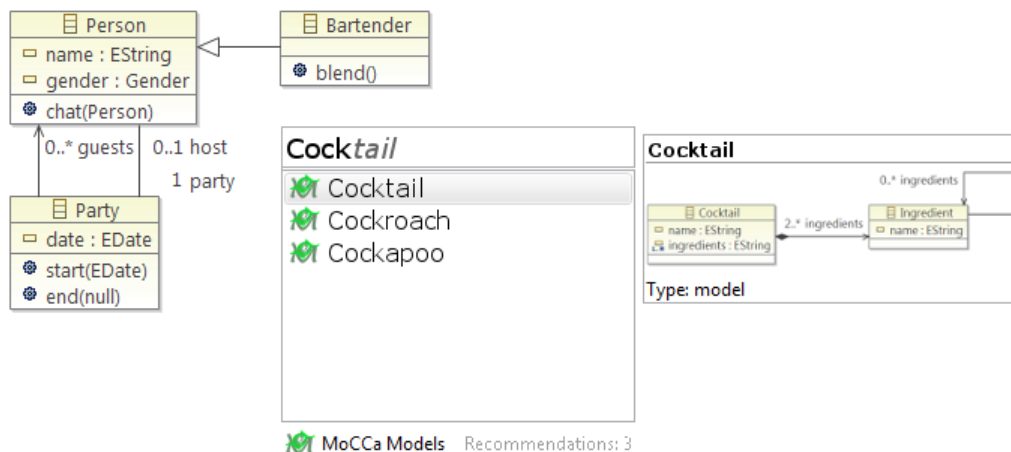 Person
name : EString
gender : Gender
chat(Person)
Bartender
blend()
0..* guests
0..1 host
1 party
Party
date : EDate
start(EDate)
end(null)
Cocktail
Cocktail
Cockroach
Cockapoo
MoCCa Models Recommendations: 3
Cocktail
0..* ingredients
Cocktail
name : EString
ingredients : EString
2..* ingredients
Ingredient
name : EString
Type: model